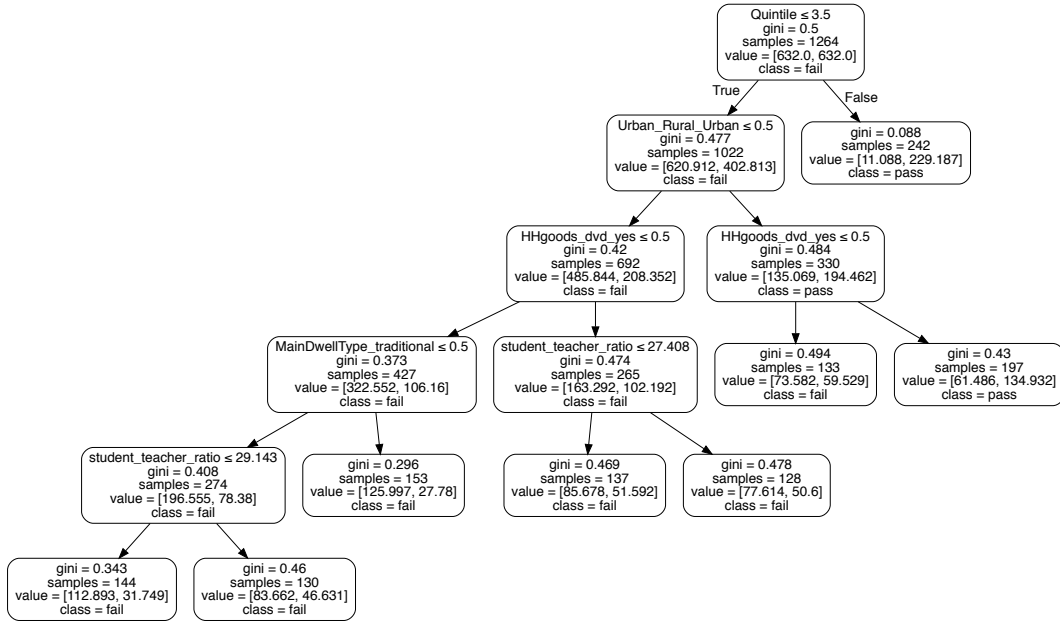 Quintile ≤ 3.5
gini = 0.5
samples = 1264
value = [632.0, 632.0]
class = fail
True
False
Urban_Rural_Urban ≤ 0.5
gini = 0.477
samples = 1022
value = [620.912, 402.813]
class = fail
gini = 0.088
samples = 242
value = [11.088, 229.187]
class = pass
HHgoods_dvd_yes ≤ 0.5
gini = 0.42
samples = 692
value = [485.844, 208.352]
class = fail
HHgoods_dvd_yes ≤ 0.5
gini = 0.484
samples = 330
value = [135.069, 194.462]
class = pass
MainDwellType_traditional ≤ 0.5
gini = 0.373
samples = 427
value = [322.552, 106.16]
class = fail
student_teacher_ratio ≤ 27.408
gini = 0.474
samples = 265
value = [163.292, 102.192]
class = fail
gini = 0.494
samples = 133
value = [73.582, 59.529]
class = fail
gini = 0.43
samples = 197
value = [61.486, 134.932]
class = pass
student_teacher_ratio ≤ 29.143
gini = 0.408
samples = 274
value = [196.555, 78.38]
class = fail
gini = 0.296
samples = 153
value = [125.997, 27.78]
class = fail
gini = 0.469
samples = 137
value = [85.678, 51.592]
class = fail
gini = 0.478
samples = 128
value = [77.614, 50.6]
class = fail
gini = 0.343
samples = 144
value = [112.893, 31.749]
class = fail
gini = 0.46
samples = 130
value = [83.662, 46.631]
class = fail